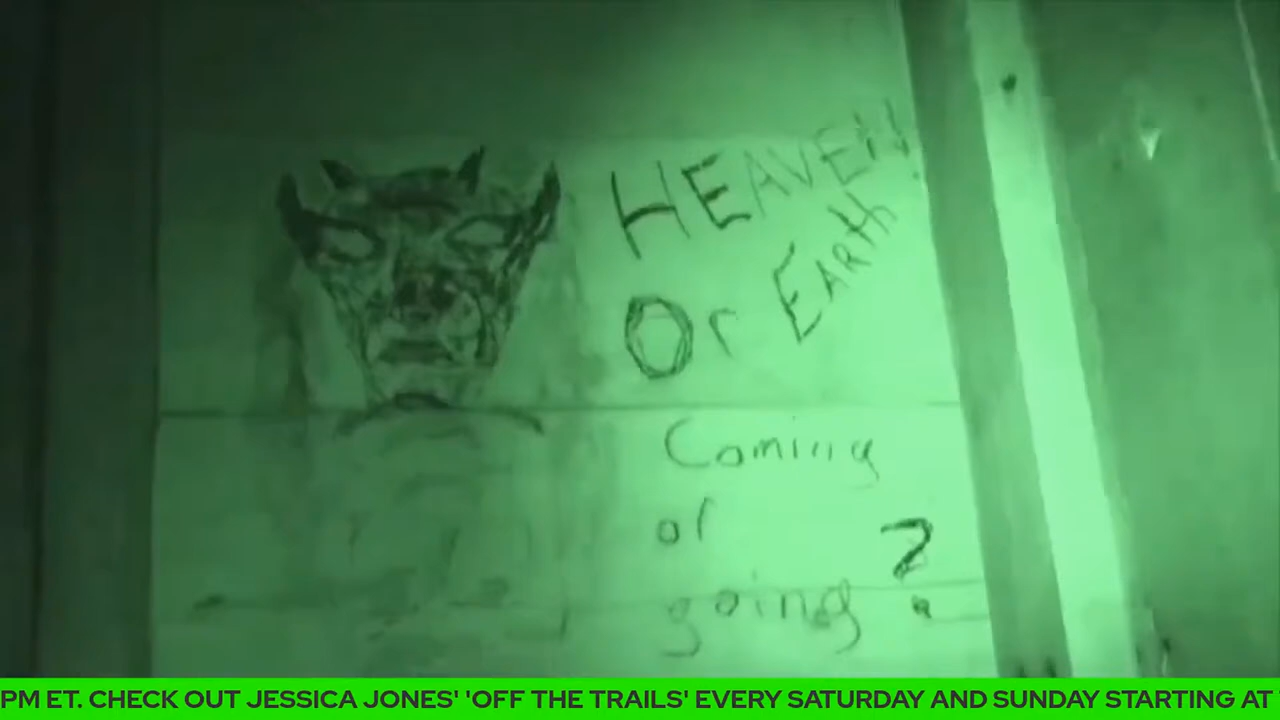 HEAVEN!
Or EARTH
Coming
or
going?
PM ET. CHECK OUT JESSICA JONES' 'OFF THE TRAILS' EVERY SATURDAY AND SUNDAY STARTING AT